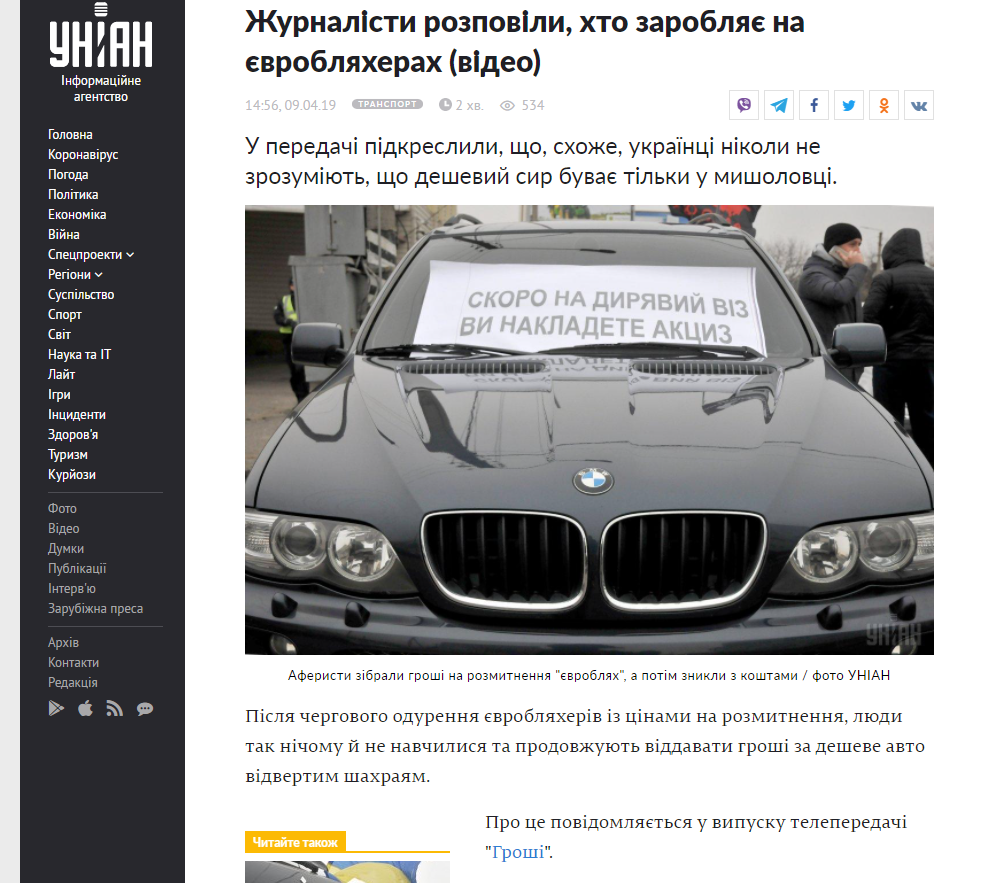 УНІАН
Інформаційне
агентство
Головна
Коронавірус
Погода
Політика
Економіка
Війна
Спецпроекти
Регіони
Суспільство
Спорт
Світ
Наука та IT
Лайт
Ігри
Інциденти
Здоров'я
Туризм
Курйози
Фото
Відео
Думки
Публікації
Інтерв'ю
Зарубіжна преса
Архів
Контакти
Редакція
Журналісти розповіли, хто заробляє на
євробляхерах (відео)
14:56, 09.04.19 ТРАНСПОРТ 2 хв. 534
У передачі підкреслили, що, схоже, українці ніколи не
зрозуміють, що дешевий сир буває тільки у мишоловці.
СКОРО НА ДИРЯВИЙ ВІЗ
ВИ НАКЛАДЕТЕ АКЦИЗ
УНІАН
Аферисти зібрали гроші на розмитнення "євроблях", а потім зникли з коштами / фото УНІАН
Після чергового одурення євробляхерів із цінами на розмитнення, люди
так нічому й не навчилися та продовжують віддавати гроші за дешеве авто
відвертим шахраям.
Читайте також
Про це повідомляється у випуску телепередачі
"Гроші".